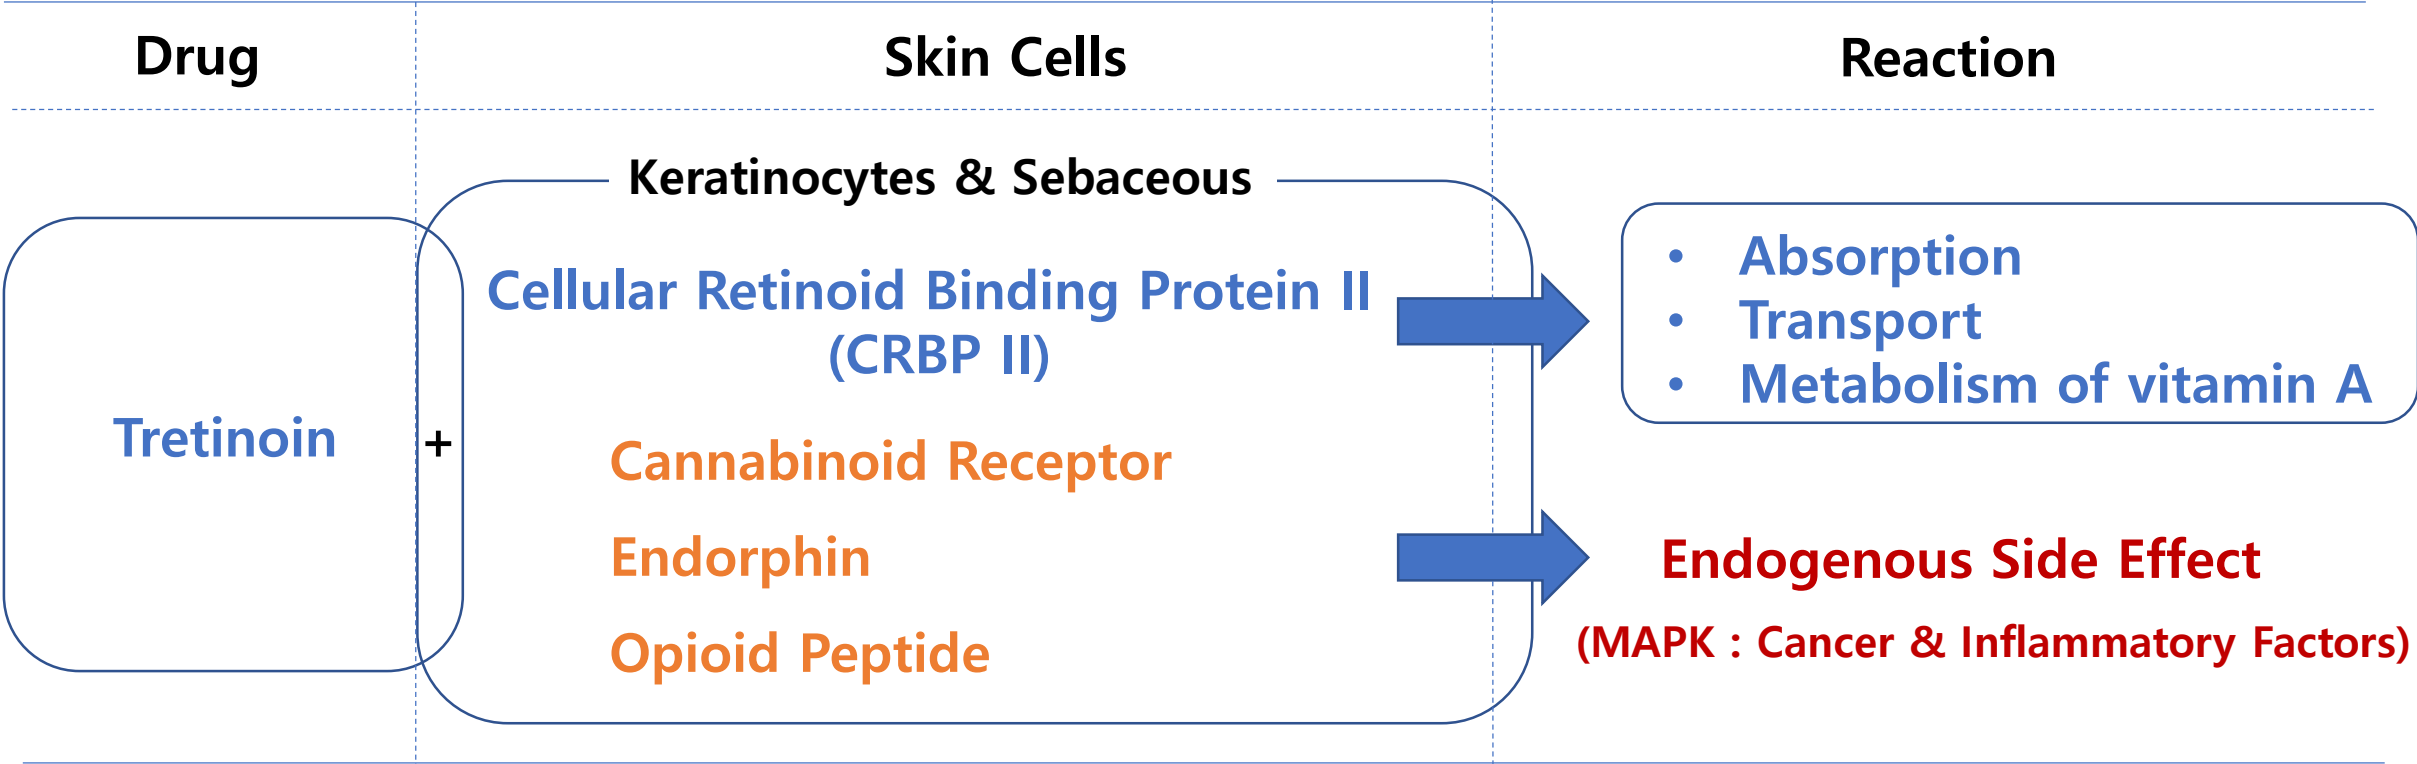 Drug
Skin Cells
Reaction
Keratinocytes & Sebaceous
Tretinoin
+
Cellular Retinoid Binding Protein II
(CRBP II)
Cannabinoid Receptor
Endorphin
Opioid Peptide
• Absorption
• Transport
• Metabolism of vitamin A
Endogenous Side Effect
(MAPK : Cancer & Inflammatory Factors)